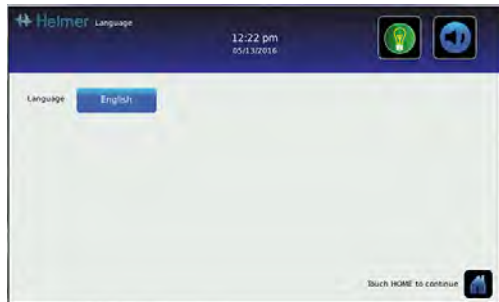 Helmer Language
12:22 pm
05/13/2016
Language English
Touch HOME to continue